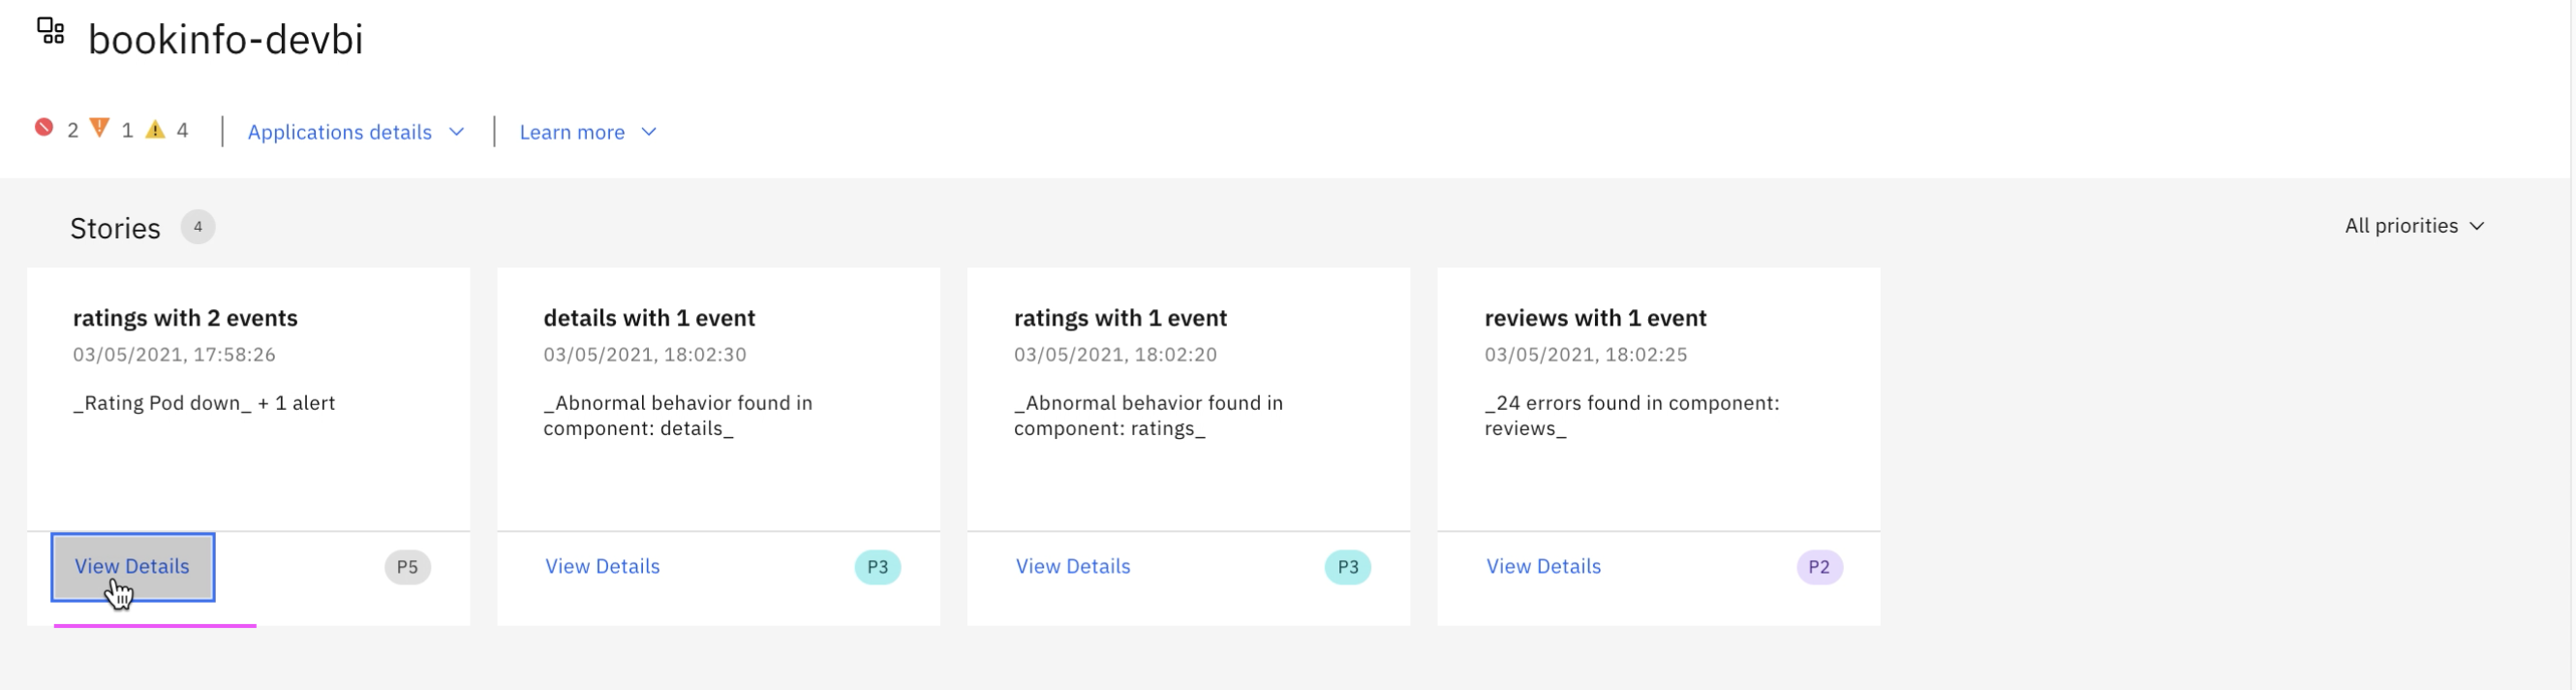 bookinfo-devbi
2 1 4 Applications details Learn more
Stories 4
All priorities
ratings with 2 events
03/05/2021, 17:58:26
_Rating Pod down_ + 1 alert
View Details P5
details with 1 event
03/05/2021, 18:02:30
_Abnormal behavior found in
component: details_
View Details P3
ratings with 1 event
03/05/2021, 18:02:20
_Abnormal behavior found in
component: ratings_
View Details P3
reviews with 1 event
03/05/2021, 18:02:25
_24 errors found in component:
reviews_
View Details P2